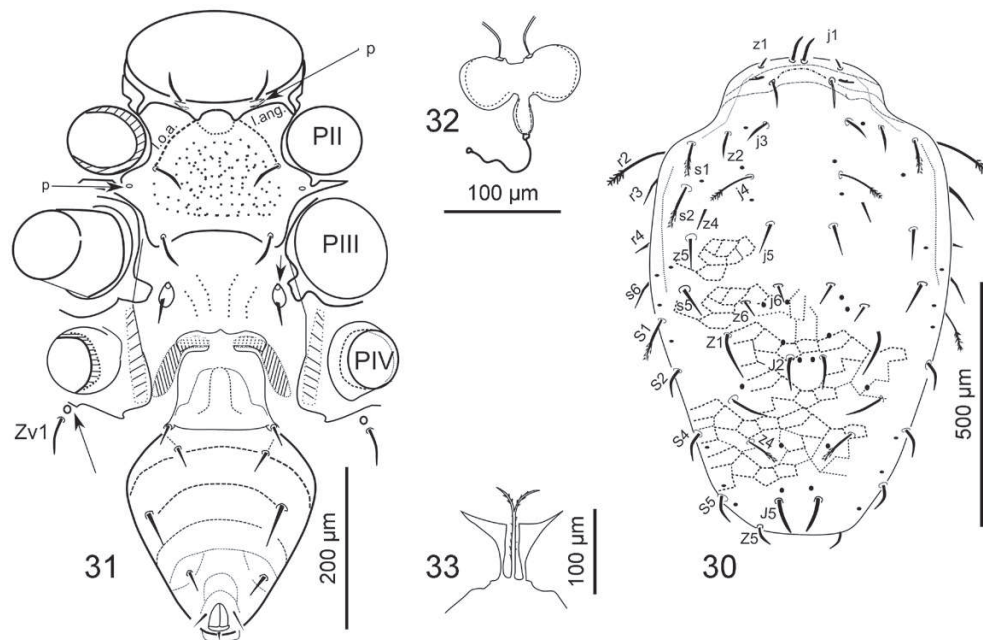 p
l.o.a.
l.ang.
PII
p
PIII
PIV
Zv1
31
200 µm
32
100 µm
33
100 µm
z1
j1
r2
r3
s1
z2
j3
j4
s2
z4
r4
z5
j5
s6
s5
z6
j6
S1
Z1
J2
S2
S4
z4
S5
J5
Z5
30
500 µm